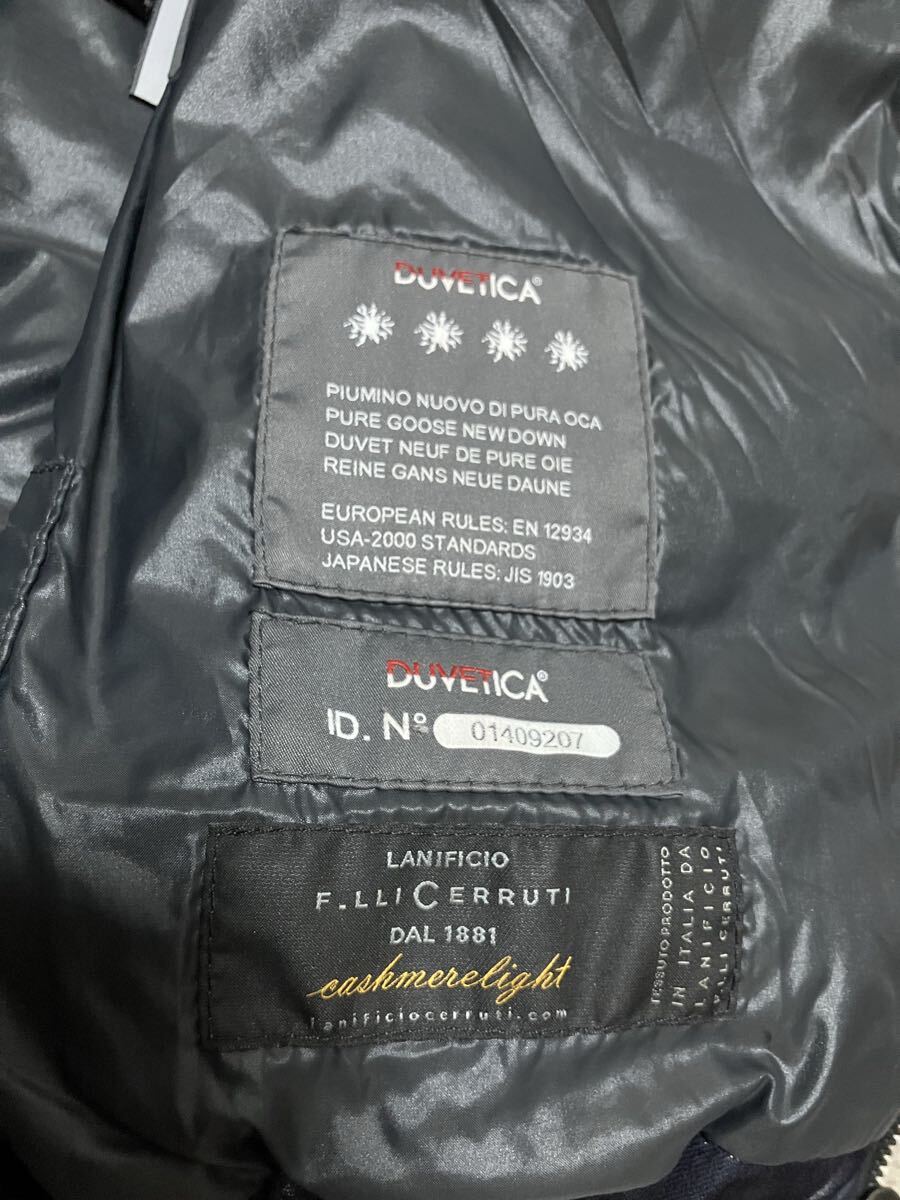 DUVETICA®
PIUMINO NUOVO DI PURA OCA
PURE GOOSE NEW DOWN
DUVET NEUF DE PURE OIE
REINE GANS NEUE DAUNE
EUROPEAN RULES: EN 12934
USA-2000 STANDARDS
JAPANESE RULES: JIS 1903
DUVETICA®
ID. Nº 01409207
LANIFICIO
F.LLI CERRUTI
DAL 1881
cashmerelight
lanificiocerruti.com
TESSUTO PRODOTTO
IN ITALIA DA
LANIFICIO
F.LLI CERRUTI